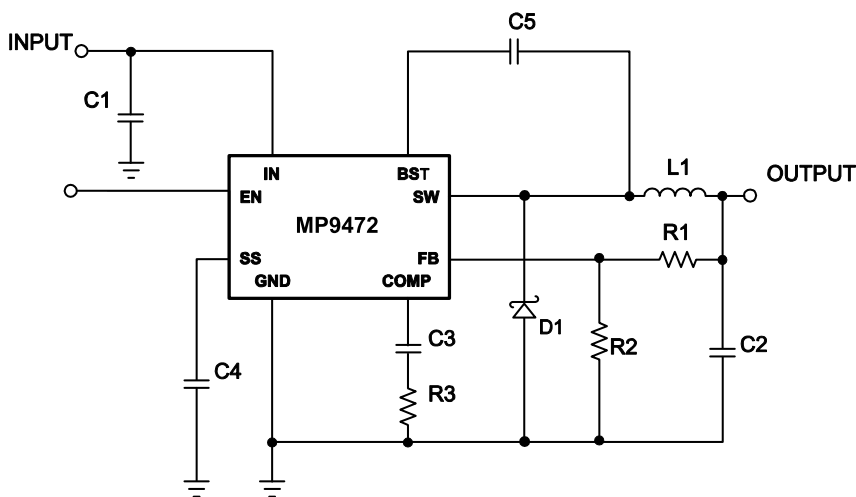 C5
INPUT
C1
IN
BST
L1
OUTPUT
EN
SW
MP9472
R1
SS
FB
GND
COMP
C3
D1
R2
C2
C4
R3